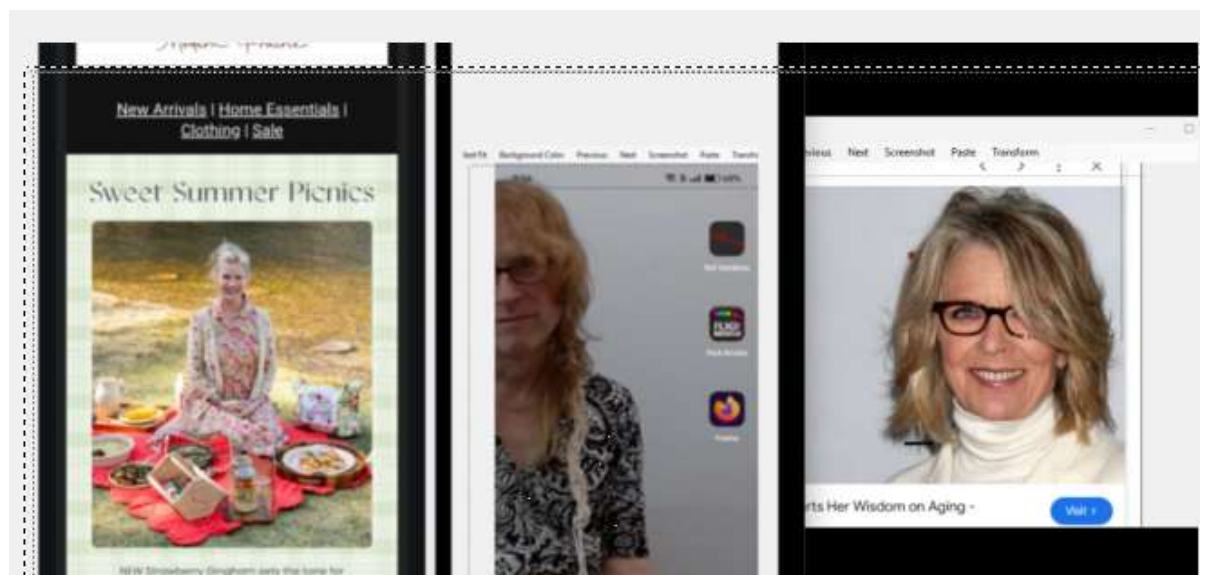 New Arrivals | Home Essentials |
Clothing | Sale
Sweet Summer Picnics
NEW Strawberry Gingham sets the tone for
Background Color Previous Next Screenshot Paste
Next Screenshot Paste Transform
rts Her Wisdom on Aging -
Visit >